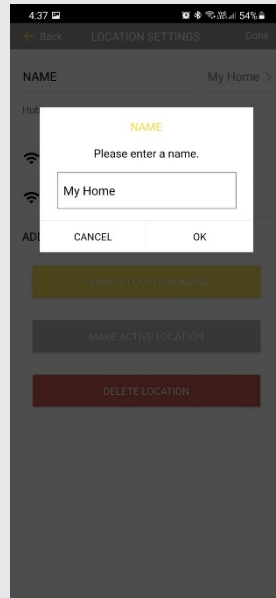 4:37 54%
Back LOCATION SETTINGS Done
NAME My Home
Hub
NAME
Please enter a name.
My Home
CANCEL OK
CHANGE LOCATION IMAGE
MAKE ACTIVE LOCATION
DELETE LOCATION